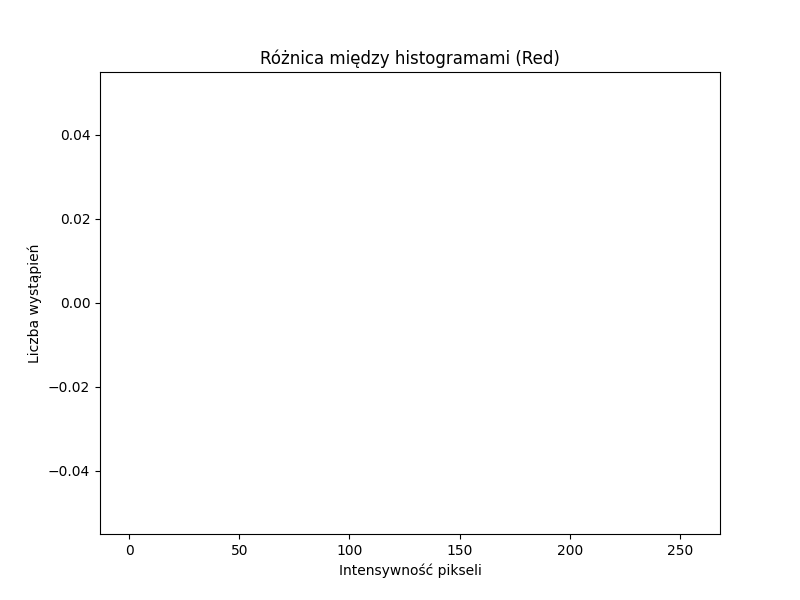 Różnica między histogramami (Red)
Liczba wystąpień
0.04
0.02
0.00
−0.02
−0.04
0 50 100 150 200 250
Intensywność pikseli